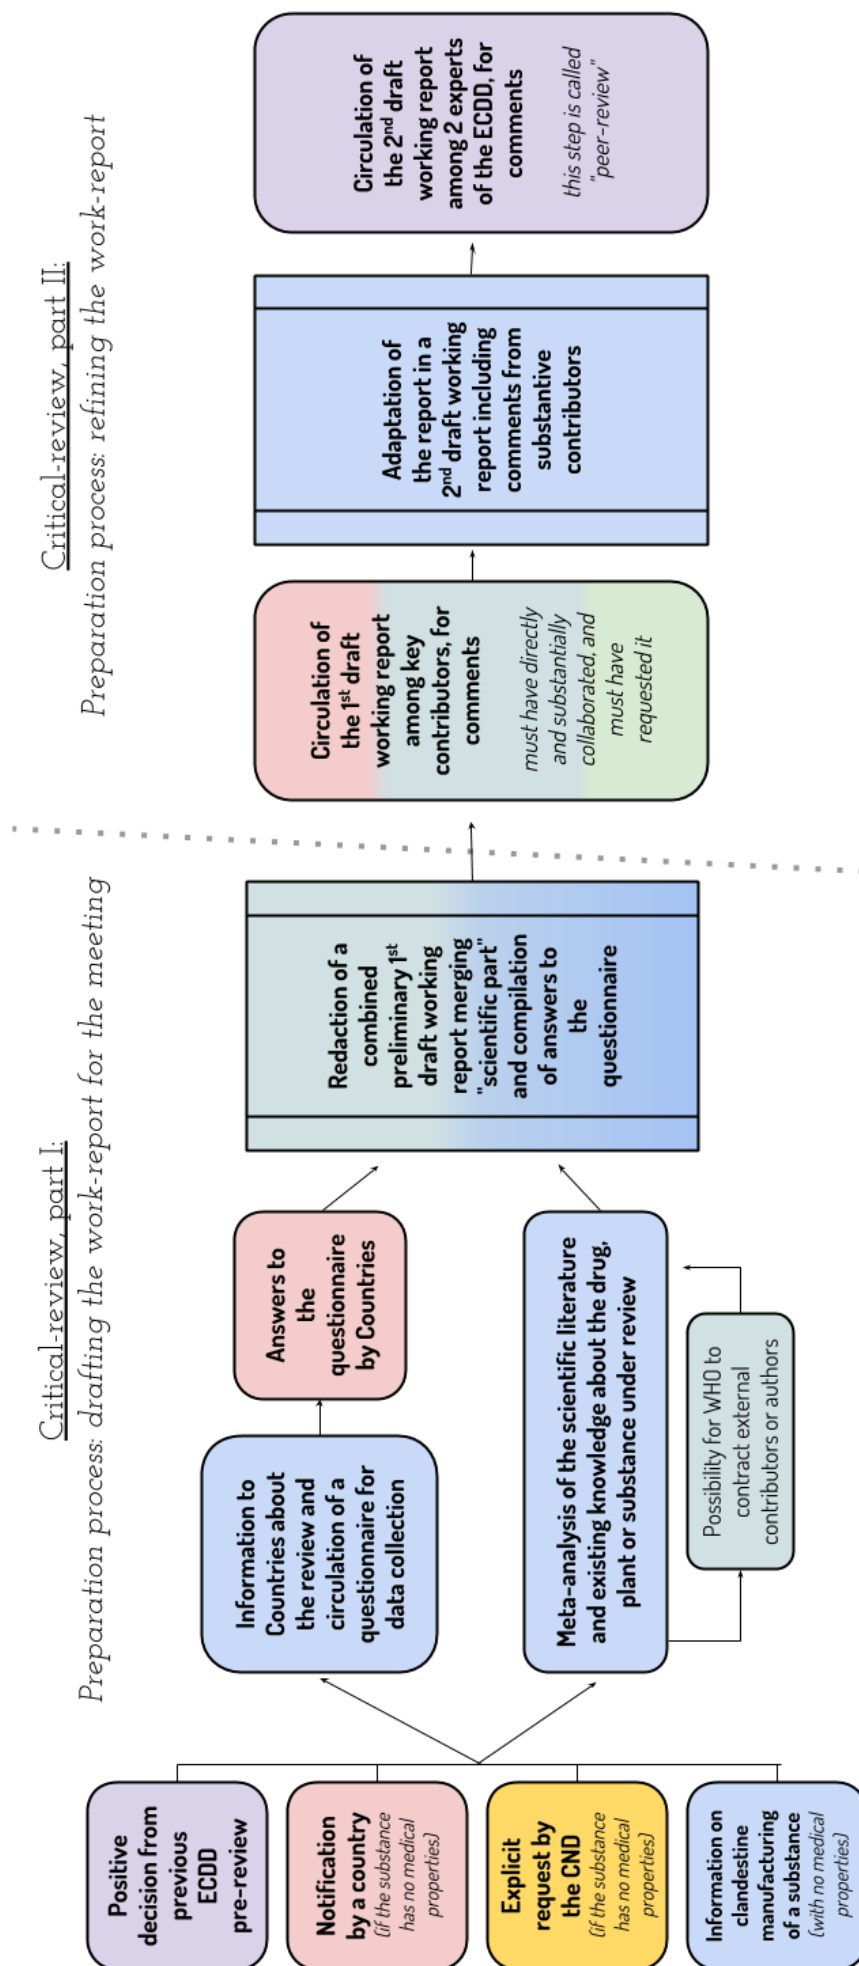 Critical-review, part I:
Preparation process: drafting the work-report for the meeting
Positive
decision from
previous
ECDD
pre-review
Notification
by a country
(if the substance
has no medical
properties)
Explicit
request by
the CND
(if the substance
has no medical
properties)
Information on
clandestine
manufacturing
of a substance
(with no medical
properties)
Information to
Countries about
the review and
circulation of a
questionnaire for
data collection
Answers to
the
questionnaire
by Countries
Meta-analysis of the scientific literature
and existing knowledge about the drug,
plant or substance under review
Possibility for WHO to
contract external
contributors or authors
Redaction of a
combined
preliminary 1st
draft working
report merging
"scientific part"
and compilation
of answers to
the
questionnaire
Critical-review, part II:
Preparation process: refining the work-report
Circulation of
the 1st draft
working report
among key
contributors, for
comments
must have directly
and substantially
collaborated, and
must have
requested it
Adaptation of
the report in a
2nd draft working
report including
comments from
substantive
contributors
Circulation of
the 2nd draft
working report
among 2 experts
of the ECDD, for
comments
this step is called
"peer-review"